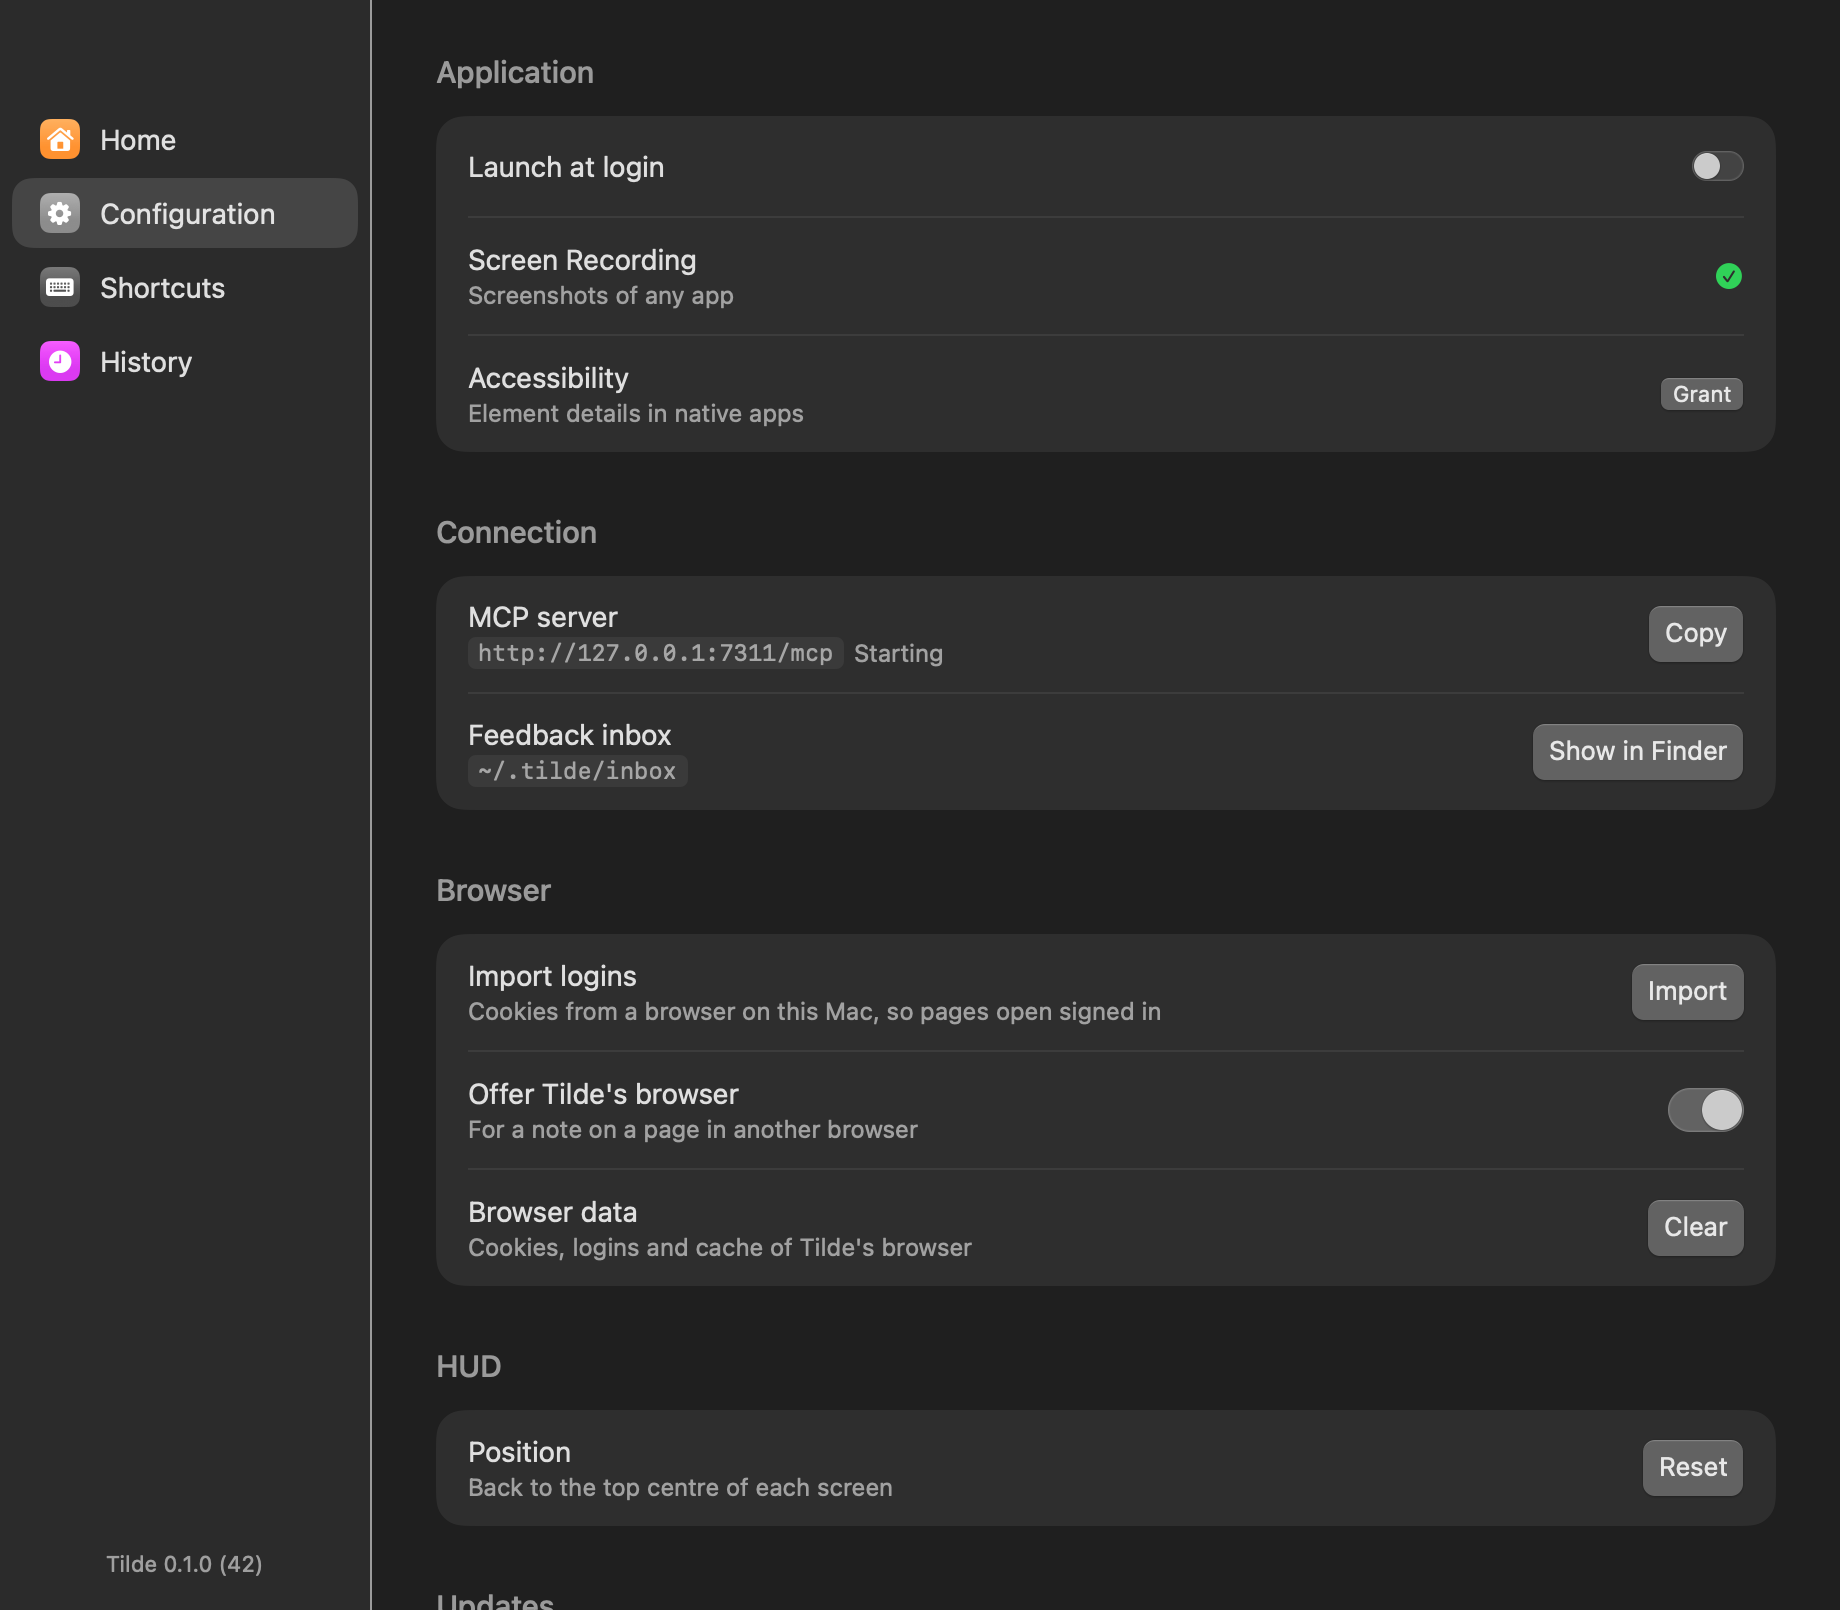 Home
Configuration
Shortcuts
History
Tilde 0.1.0 (42)
Application
Launch at login
Screen Recording
Screenshots of any app
Accessibility
Element details in native apps
Grant
Connection
MCP server
http://127.0.0.1:7311/mcp Starting
Copy
Feedback inbox
~/.tilde/inbox
Show in Finder
Browser
Import logins
Cookies from a browser on this Mac, so pages open signed in
Import
Offer Tilde's browser
For a note on a page in another browser
Browser data
Cookies, logins and cache of Tilde's browser
Clear
HUD
Position
Back to the top centre of each screen
Reset
Updates